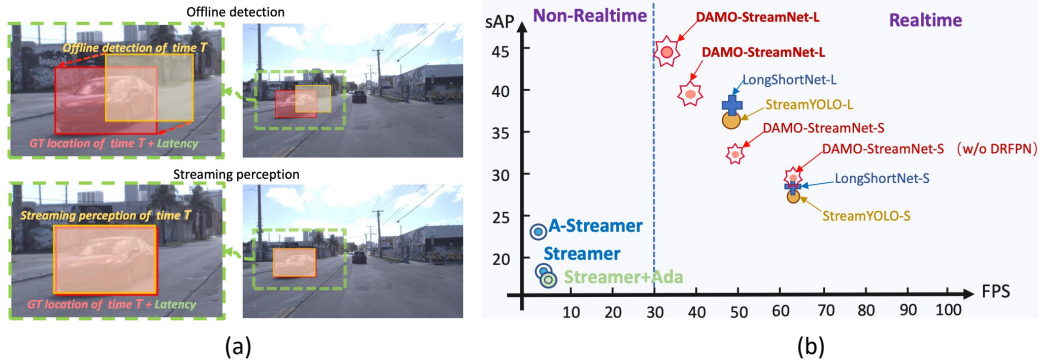 Offline detection
Offline detection of time T
GT location of time T + Latency
Streaming perception
Streaming perception of time T
GT location of time T + Latency
(a)
sAP
Non-Realtime
Realtime
45
40
35
30
25
20
DAMO-StreamNet-L
DAMO-StreamNet-L
LongShortNet-L
StreamYOLO-L
DAMO-StreamNet-S
DAMO-StreamNet-S (w/o DRFPN)
LongShortNet-S
StreamYOLO-S
A-Streamer
Streamer
Streamer+Ada
10 20 30 40 50 60 70 80 90 100
FPS
(b)